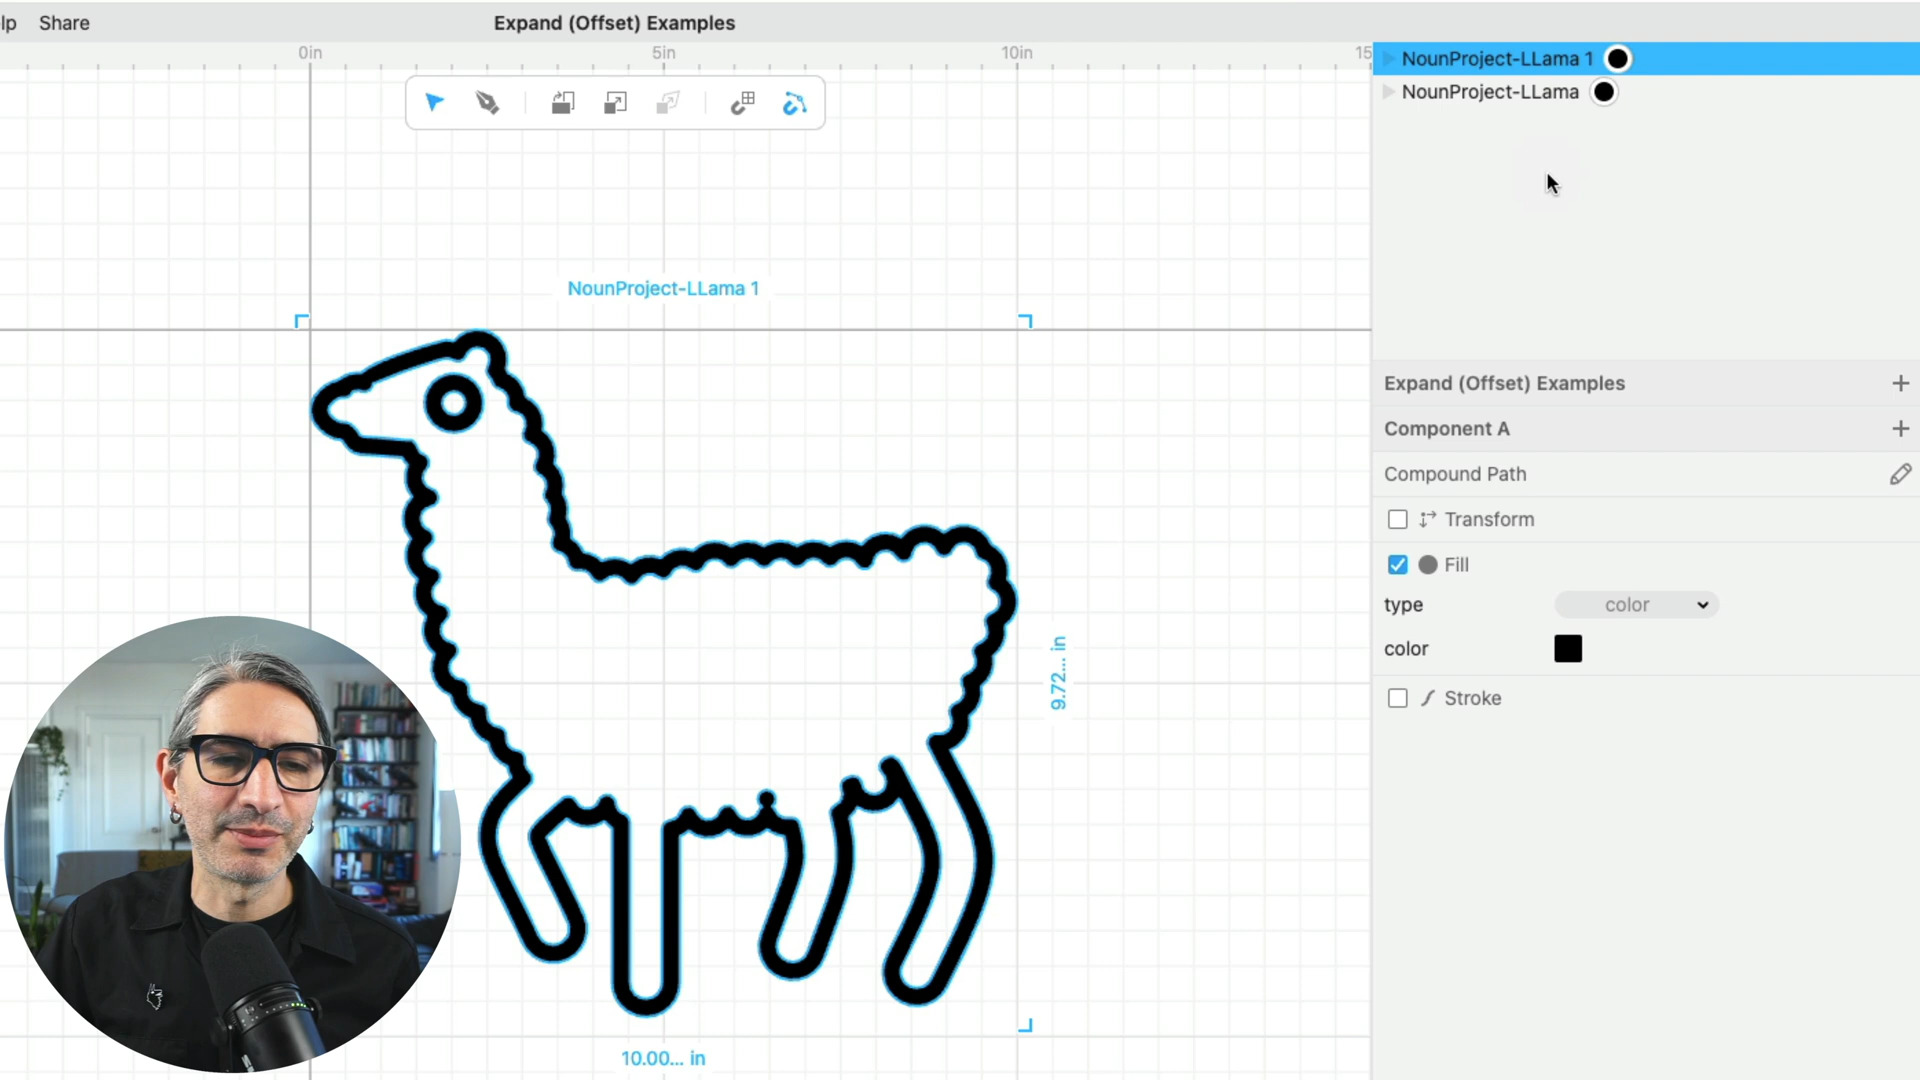 lp Share Expand (Offset) Examples
0in 5in 10in 15
NounProject-LLama 1
NounProject-LLama
NounProject-LLama 1
Expand (Offset) Examples
Component A
Compound Path
Transform
Fill
type color
color
9.72... in
Stroke
10.00... in